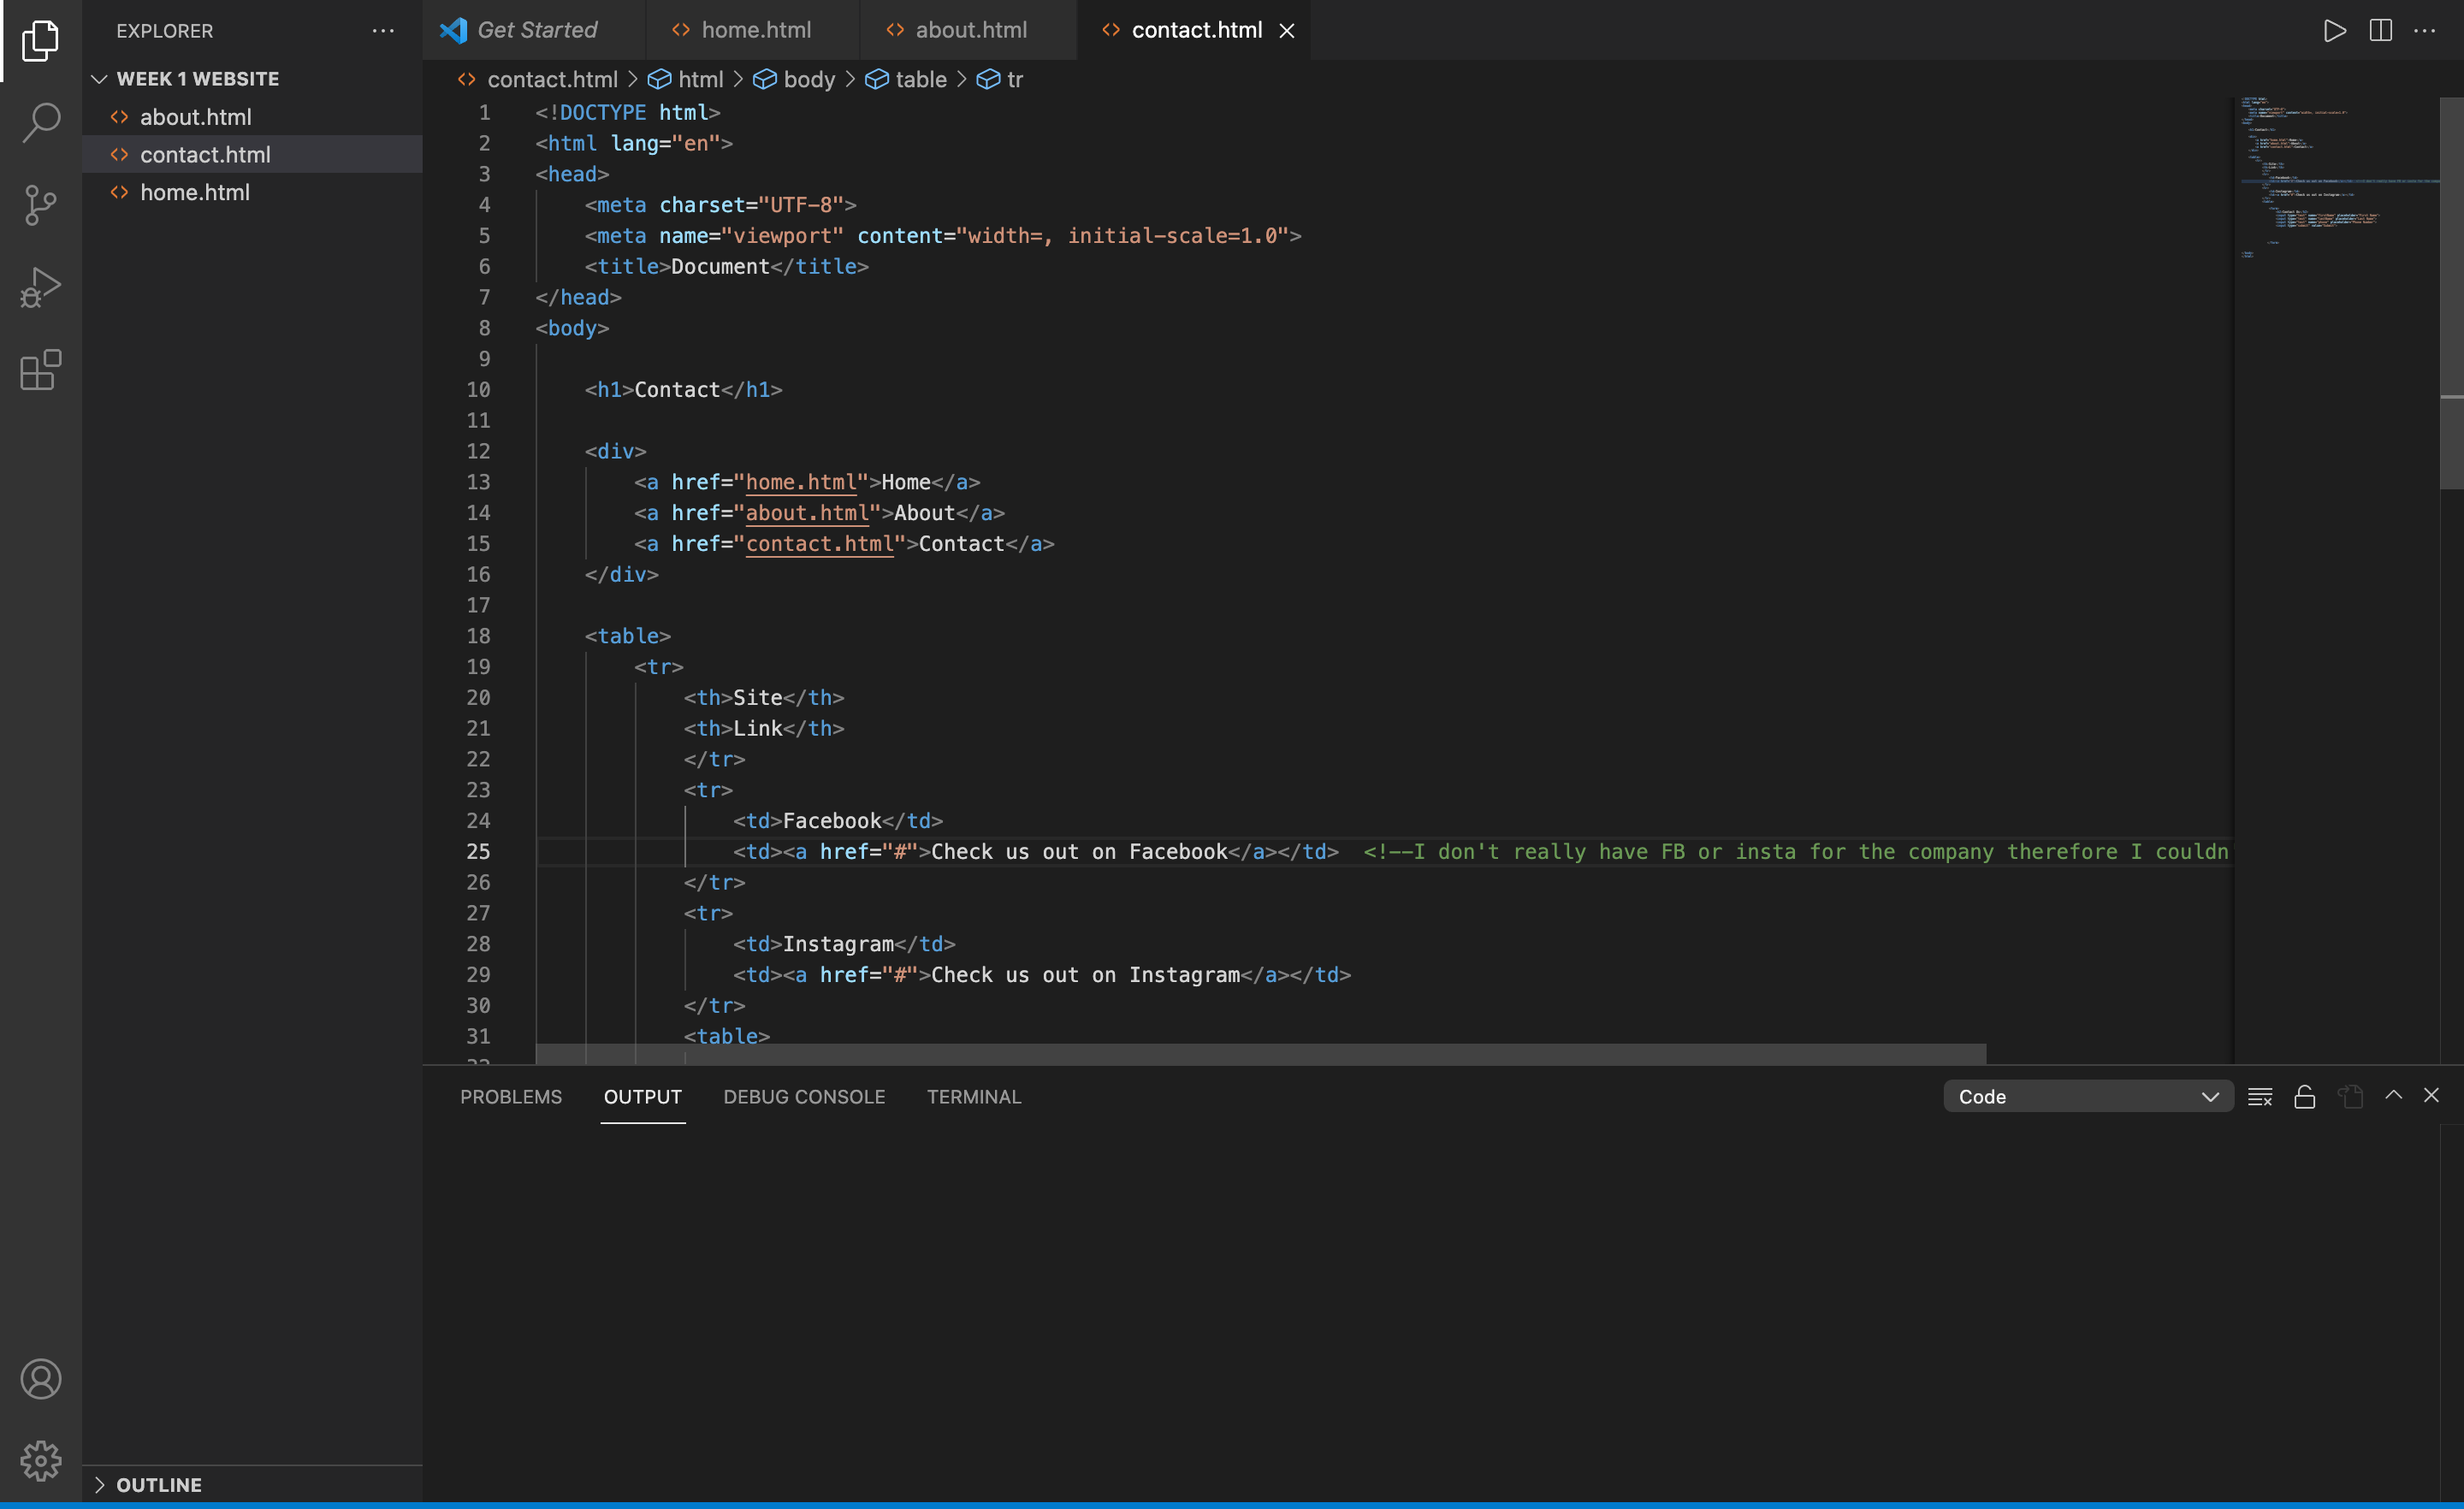 EXPLORER
WEEK 1 WEBSITE
about.html
contact.html
home.html
OUTLINE
Get Started
home.html
about.html
contact.html
contact.html > html > body > table > tr
1 <!DOCTYPE html>
2 <html lang="en">
3 <head>
4 <meta charset="UTF-8">
5 <meta name="viewport" content="width=, initial-scale=1.0">
6 <title>Document</title>
7 </head>
8 <body>
9
10 <h1>Contact</h1>
11
12 <div>
13 <a href="home.html">Home</a>
14 <a href="about.html">About</a>
15 <a href="contact.html">Contact</a>
16 </div>
17
18 <table>
19 <tr>
20 <th>Site</th>
21 <th>Link</th>
22 </tr>
23 <tr>
24 <td>Facebook</td>
25 <td><a href="#">Check us out on Facebook</a></td> <!--I don't really have FB or insta for the company therefore I couldn
26 </tr>
27 <tr>
28 <td>Instagram</td>
29 <td><a href="#">Check us out on Instagram</a></td>
30 </tr>
31 <table>
PROBLEMS OUTPUT DEBUG CONSOLE TERMINAL
Code